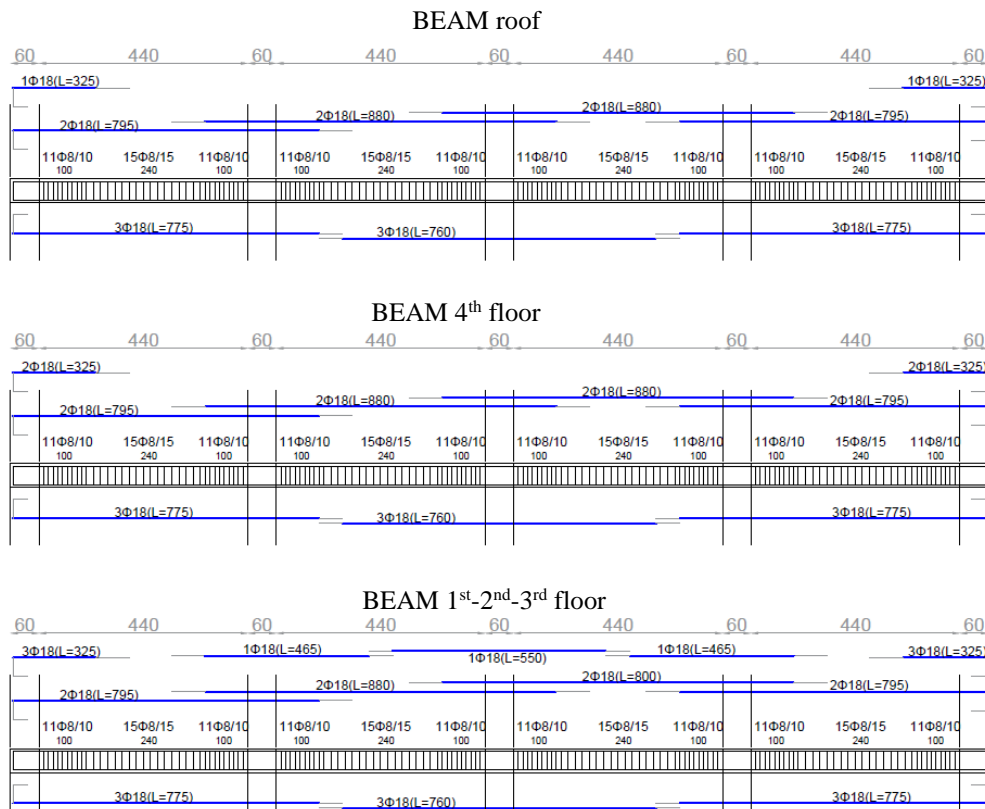 BEAM roof
60 440 60 440 60 440 60 440 60
1Φ18(L=325) 1Φ18(L=325)
2Φ18(L=880)
2Φ18(L=880) 2Φ18(L=795)
2Φ18(L=795)
11Φ8/10 15Φ8/15 11Φ8/10 11Φ8/10 15Φ8/15 11Φ8/10 11Φ8/10 15Φ8/15 11Φ8/10 11Φ8/10 15Φ8/15 11Φ8/10
100 240 100 100 240 100 100 240 100 100 240 100
3Φ18(L=775) 3Φ18(L=775)
3Φ18(L=760)
BEAM 4th floor
60 440 60 440 60 440 60 440 60
2Φ18(L=325) 2Φ18(L=325)
2Φ18(L=880)
2Φ18(L=880) 2Φ18(L=795)
2Φ18(L=795)
11Φ8/10 15Φ8/15 11Φ8/10 11Φ8/10 15Φ8/15 11Φ8/10 11Φ8/10 15Φ8/15 11Φ8/10 11Φ8/10 15Φ8/15 11Φ8/10
100 240 100 100 240 100 100 240 100 100 240 100
3Φ18(L=775) 3Φ18(L=775)
3Φ18(L=760)
BEAM 1st-2nd-3rd floor
60 440 60 440 60 440 60 440 60
3Φ18(L=325) 1Φ18(L=465) 1Φ18(L=465) 3Φ18(L=325)
1Φ18(L=550)
2Φ18(L=800)
2Φ18(L=880) 2Φ18(L=795)
2Φ18(L=795)
11Φ8/10 15Φ8/15 11Φ8/10 11Φ8/10 15Φ8/15 11Φ8/10 11Φ8/10 15Φ8/15 11Φ8/10 11Φ8/10 15Φ8/15 11Φ8/10
100 240 100 100 240 100 100 240 100 100 240 100
3Φ18(L=775) 3Φ18(L=775)
3Φ18(L=760)